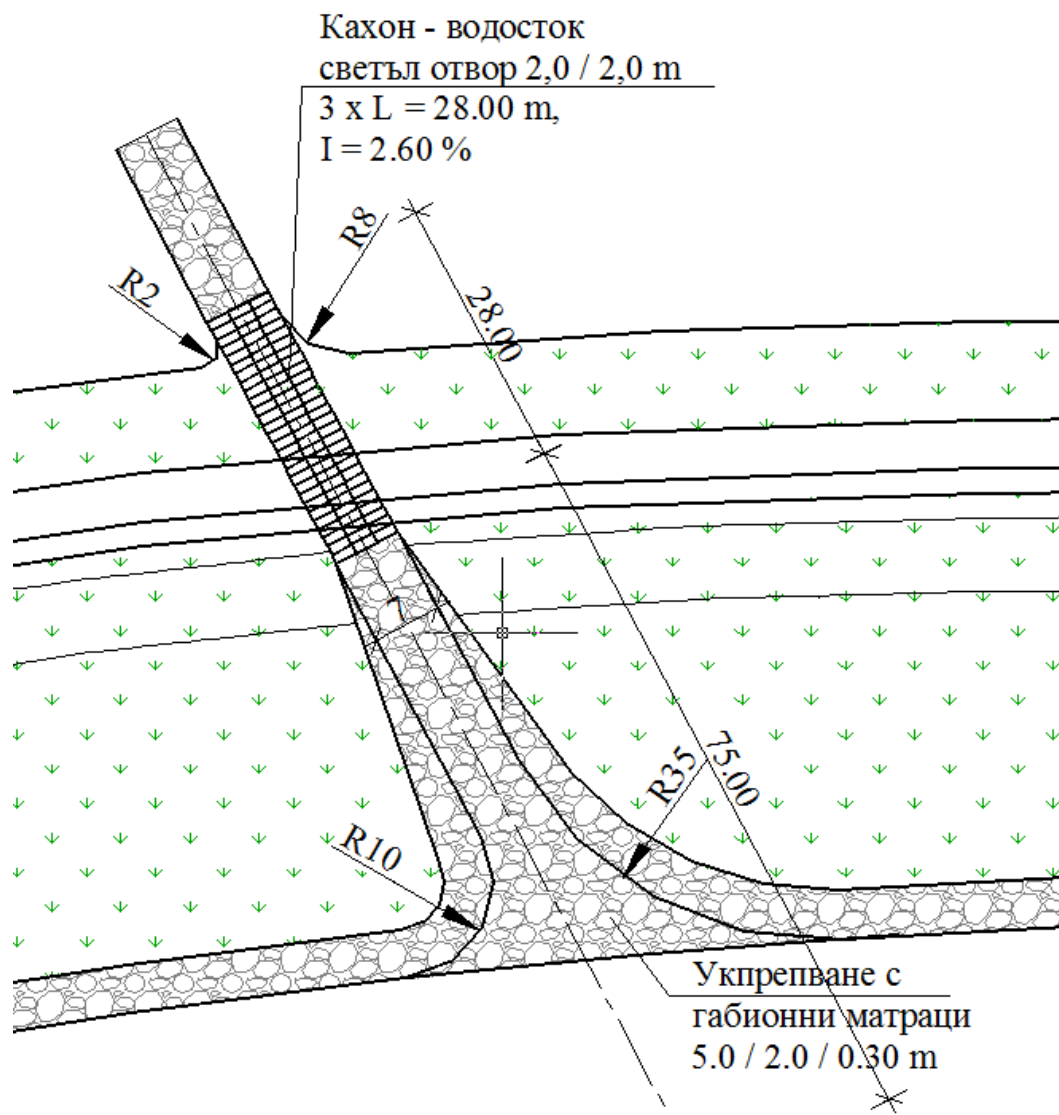 Кахон - водосток
светъл отвор 2,0 / 2,0 m
3 x L = 28.00 m,
I = 2.60 %
R8
R2
28.00
7
75.00
R35
R10
Укпрепване с
габионни матраци
5.0 / 2.0 / 0.30 m